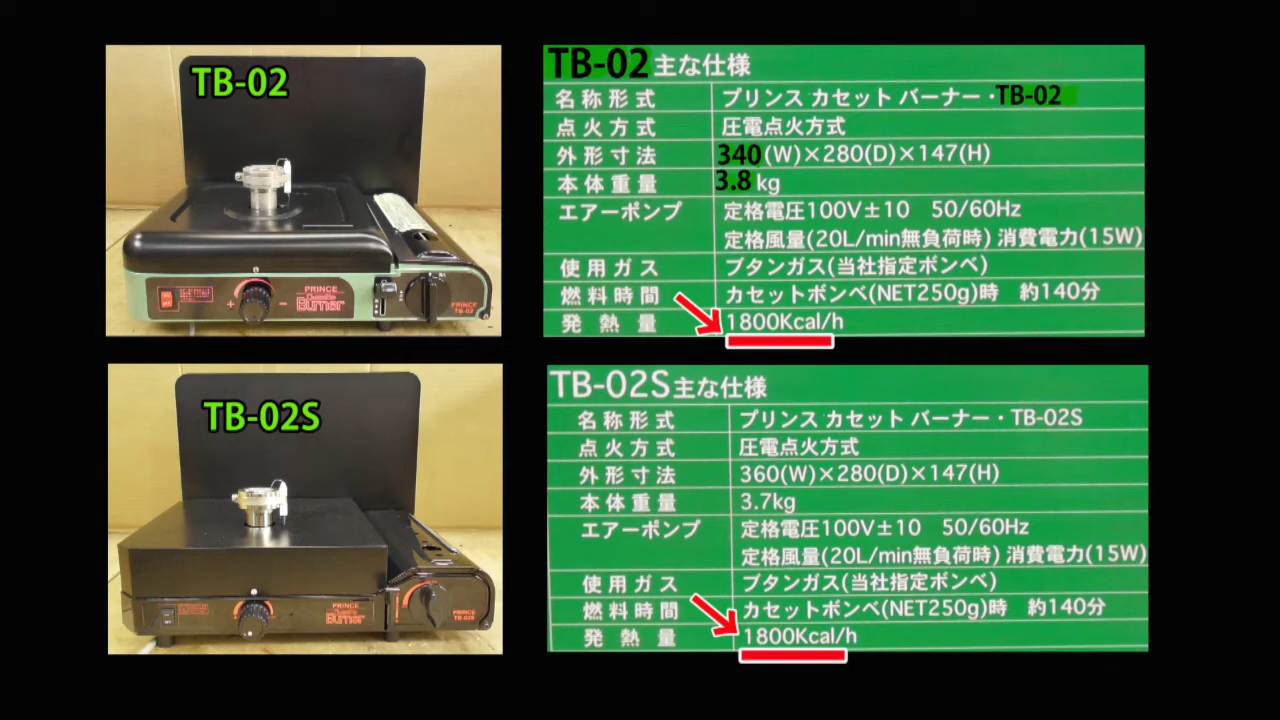 TB-02
PRINCE
Cassette
Burner
PRINCE
TB-02
TB-02主な仕様
名称形式 プリンス カセット バーナー・TB-02
点火方式 圧電点火方式
外形寸法 340(W)×280(D)×147(H)
本体重量 3.8kg
エアーポンプ 定格電圧100V±10 50/60Hz
定格風量(20L/min無負荷時) 消費電力(15W)
使用ガス ブタンガス(当社指定ボンベ)
燃料時間 カセットボンベ(NET250g)時 約140分
発熱量 1800Kcal/h
TB-02S
PRINCE
Cassette
Burner
PRINCE
TB-02S
TB-02S主な仕様
名称形式 プリンス カセット バーナー・TB-02S
点火方式 圧電点火方式
外形寸法 360(W)×280(D)×147(H)
本体重量 3.7kg
エアーポンプ 定格電圧100V±10 50/60Hz
定格風量(20L/min無負荷時) 消費電力(15W)
使用ガス ブタンガス(当社指定ボンベ)
燃料時間 カセットボンベ(NET250g)時 約140分
発熱量 1800Kcal/h